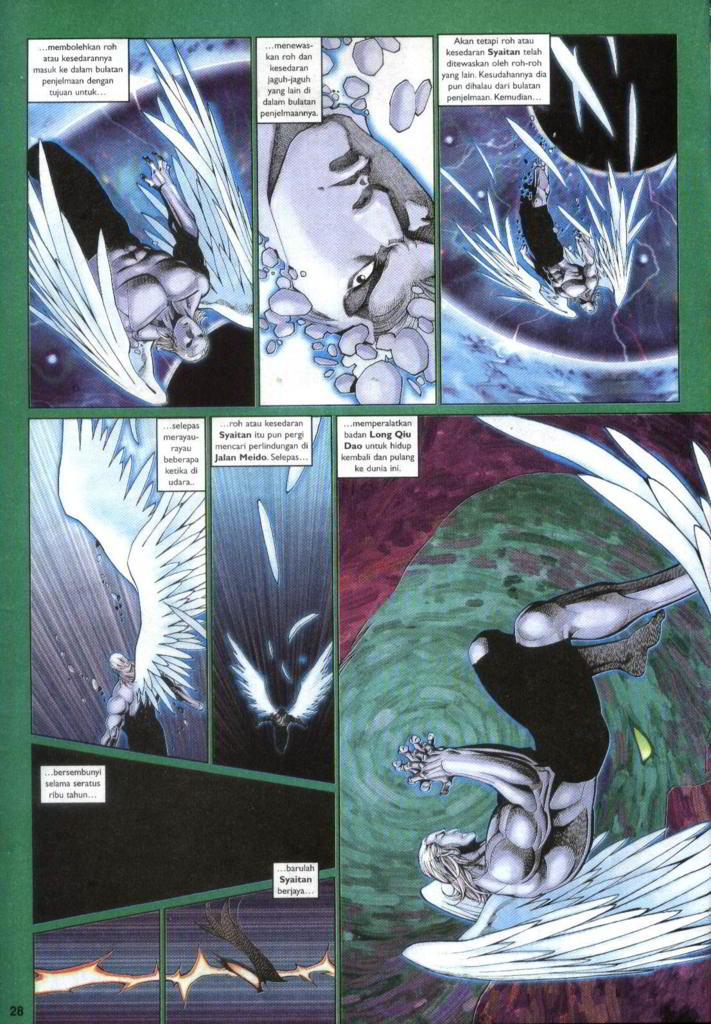 ...membolehkan roh
atau kesedarannya
masuk ke dalam bulatan
penjelmaan dengan
tujuan untuk...
...menewas-
kan roh dan
kesedaran
jaguh-jaguh
yang lain di
dalam bulatan
penjelmaannya.
Akan tetapi roh atau
kesedaran Syaitan telah
ditewaskan oleh roh-roh
yang lain. Kesudahannya dia
pun dihalau dari bulatan
penjelmaan. Kemudian...
...selepas
merayau-
rayau
beberapa
ketika di
udara..
...roh atau kesedaran
Syaitan itu pun pergi
mencari perlindungan di
Jalan Meido. Selepas...
...bersembunyi
selama seratus
ribu tahun...
...barulah
Syaitan
berjaya...
...memperalatkan
badan Long Qiu
Dao untuk hidup
kembali dan pulang
ke dunia ini.
28